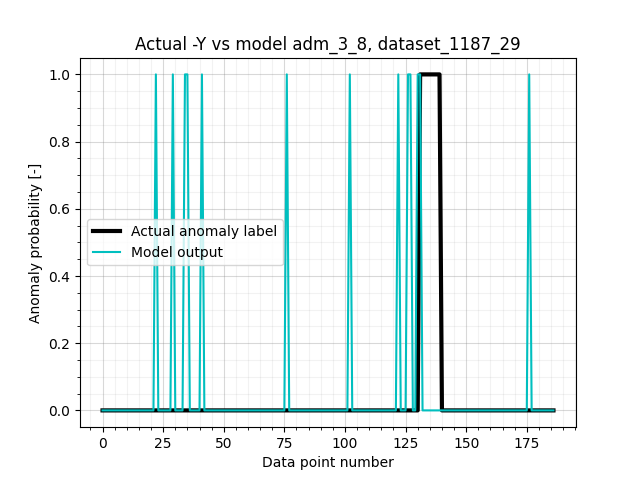 Actual -Y vs model adm_3_8, dataset_1187_29
1.0
0.8
0.6
0.4
0.2
0.0
Anomaly probability [-]
Actual anomaly label
Model output
0 25 50 75 100 125 150 175
Data point number